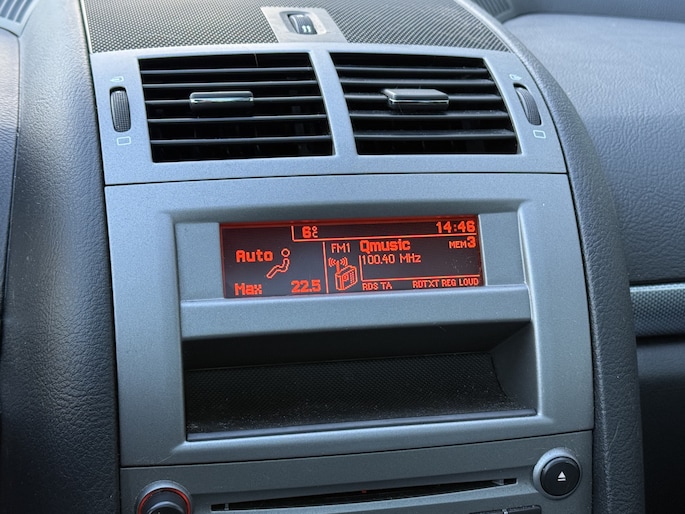 6°C 14:46
Auto FM1 Qmusic MEM3
100.40 MHz
Max 22.5 RDS TA RDTXT REG LOUD